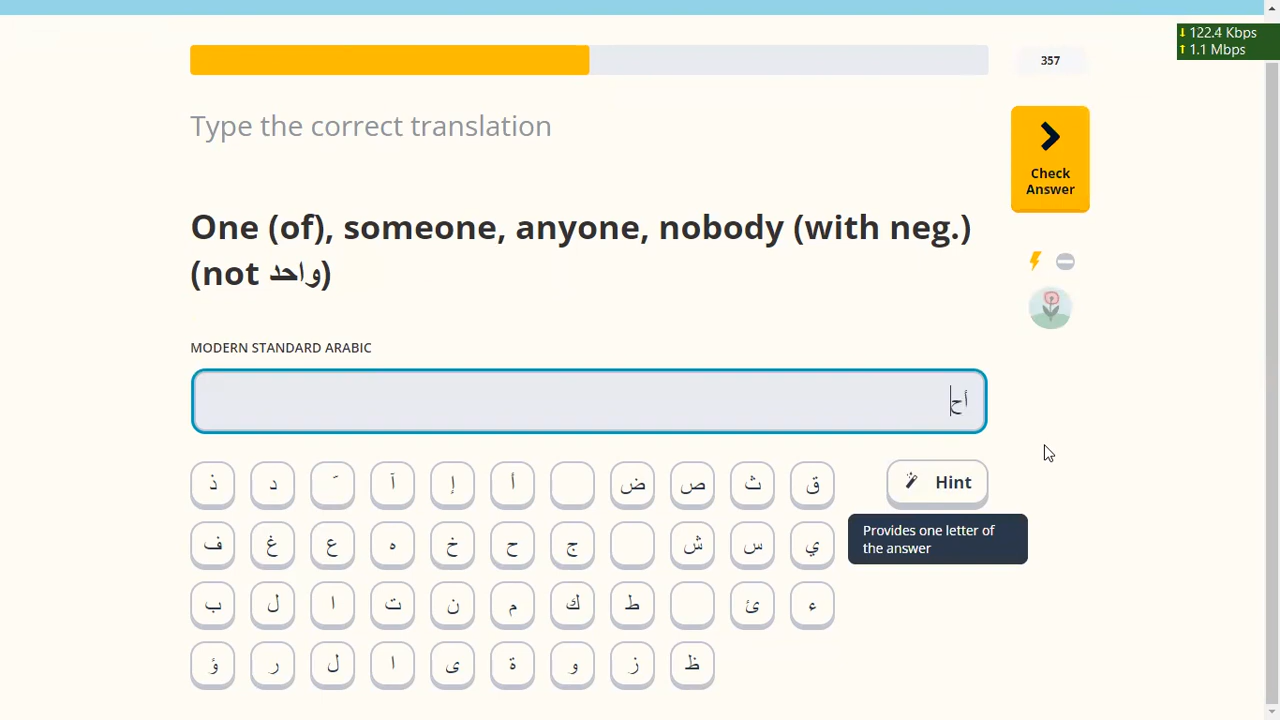 122.4 Kbps
1.1 Mbps
357
Type the correct translation
Check
Answer
One (of), someone, anyone, nobody (with neg.)
(not واحد)
MODERN STANDARD ARABIC
أح
ذ د َ آ إ أ ض ص ث ق
Hint
ف غ ع ه خ ح ج ش س ي
Provides one letter of
the answer
ب ل ا ت ن م ك ط ئ ء
ؤ ر ل ا ى ة و ز ظ